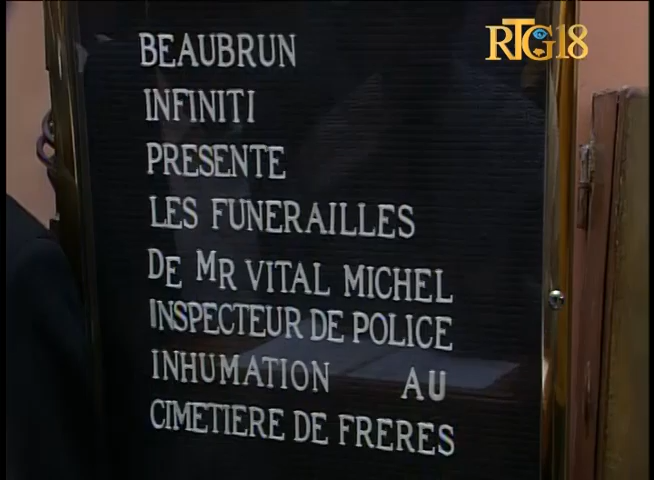 RTG18
BEAUBRUN
INFINITI
PRESENTE
LES FUNERAILLES
DE MR VITAL MICHEL
INSPECTEUR DE POLICE
INHUMATION AU
CIMETIERE DE FRERES